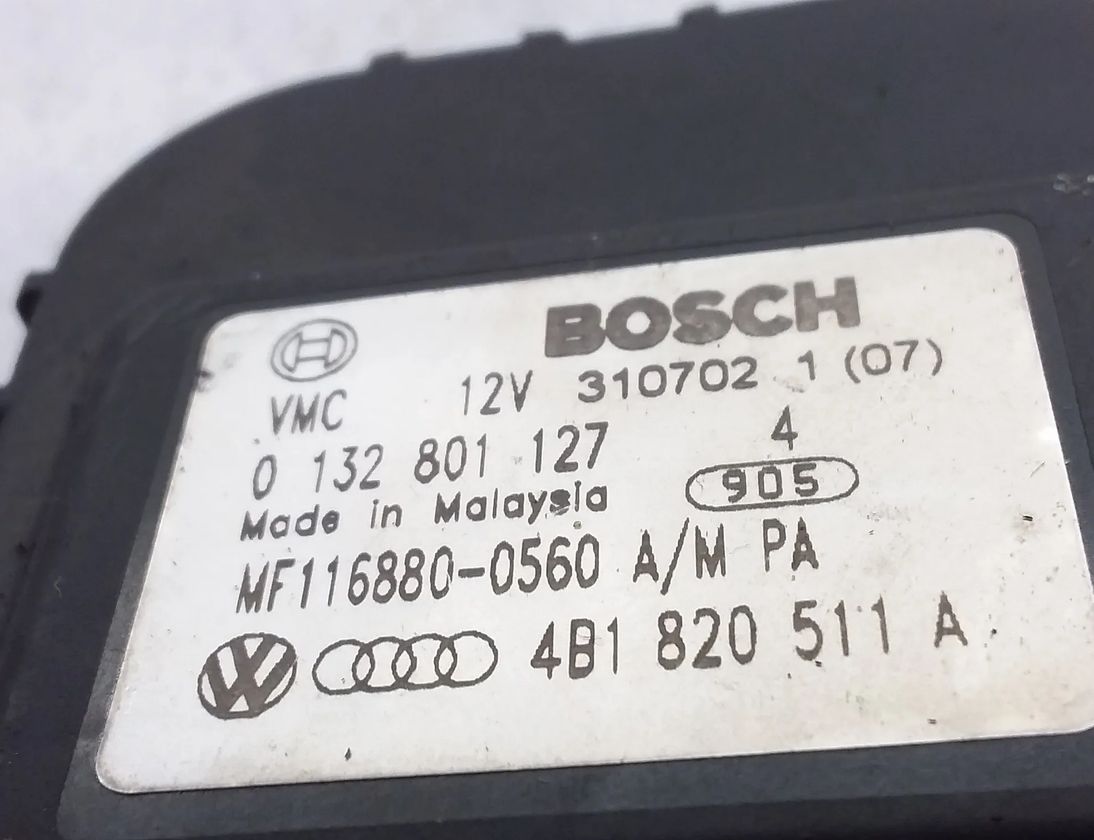 BOSCH
VMC 12V 310702 1 (07)
0 132 801 127 4
Made in Malaysia 905
MF116880-0560 A/M PA
VW 4B1 820 511 A